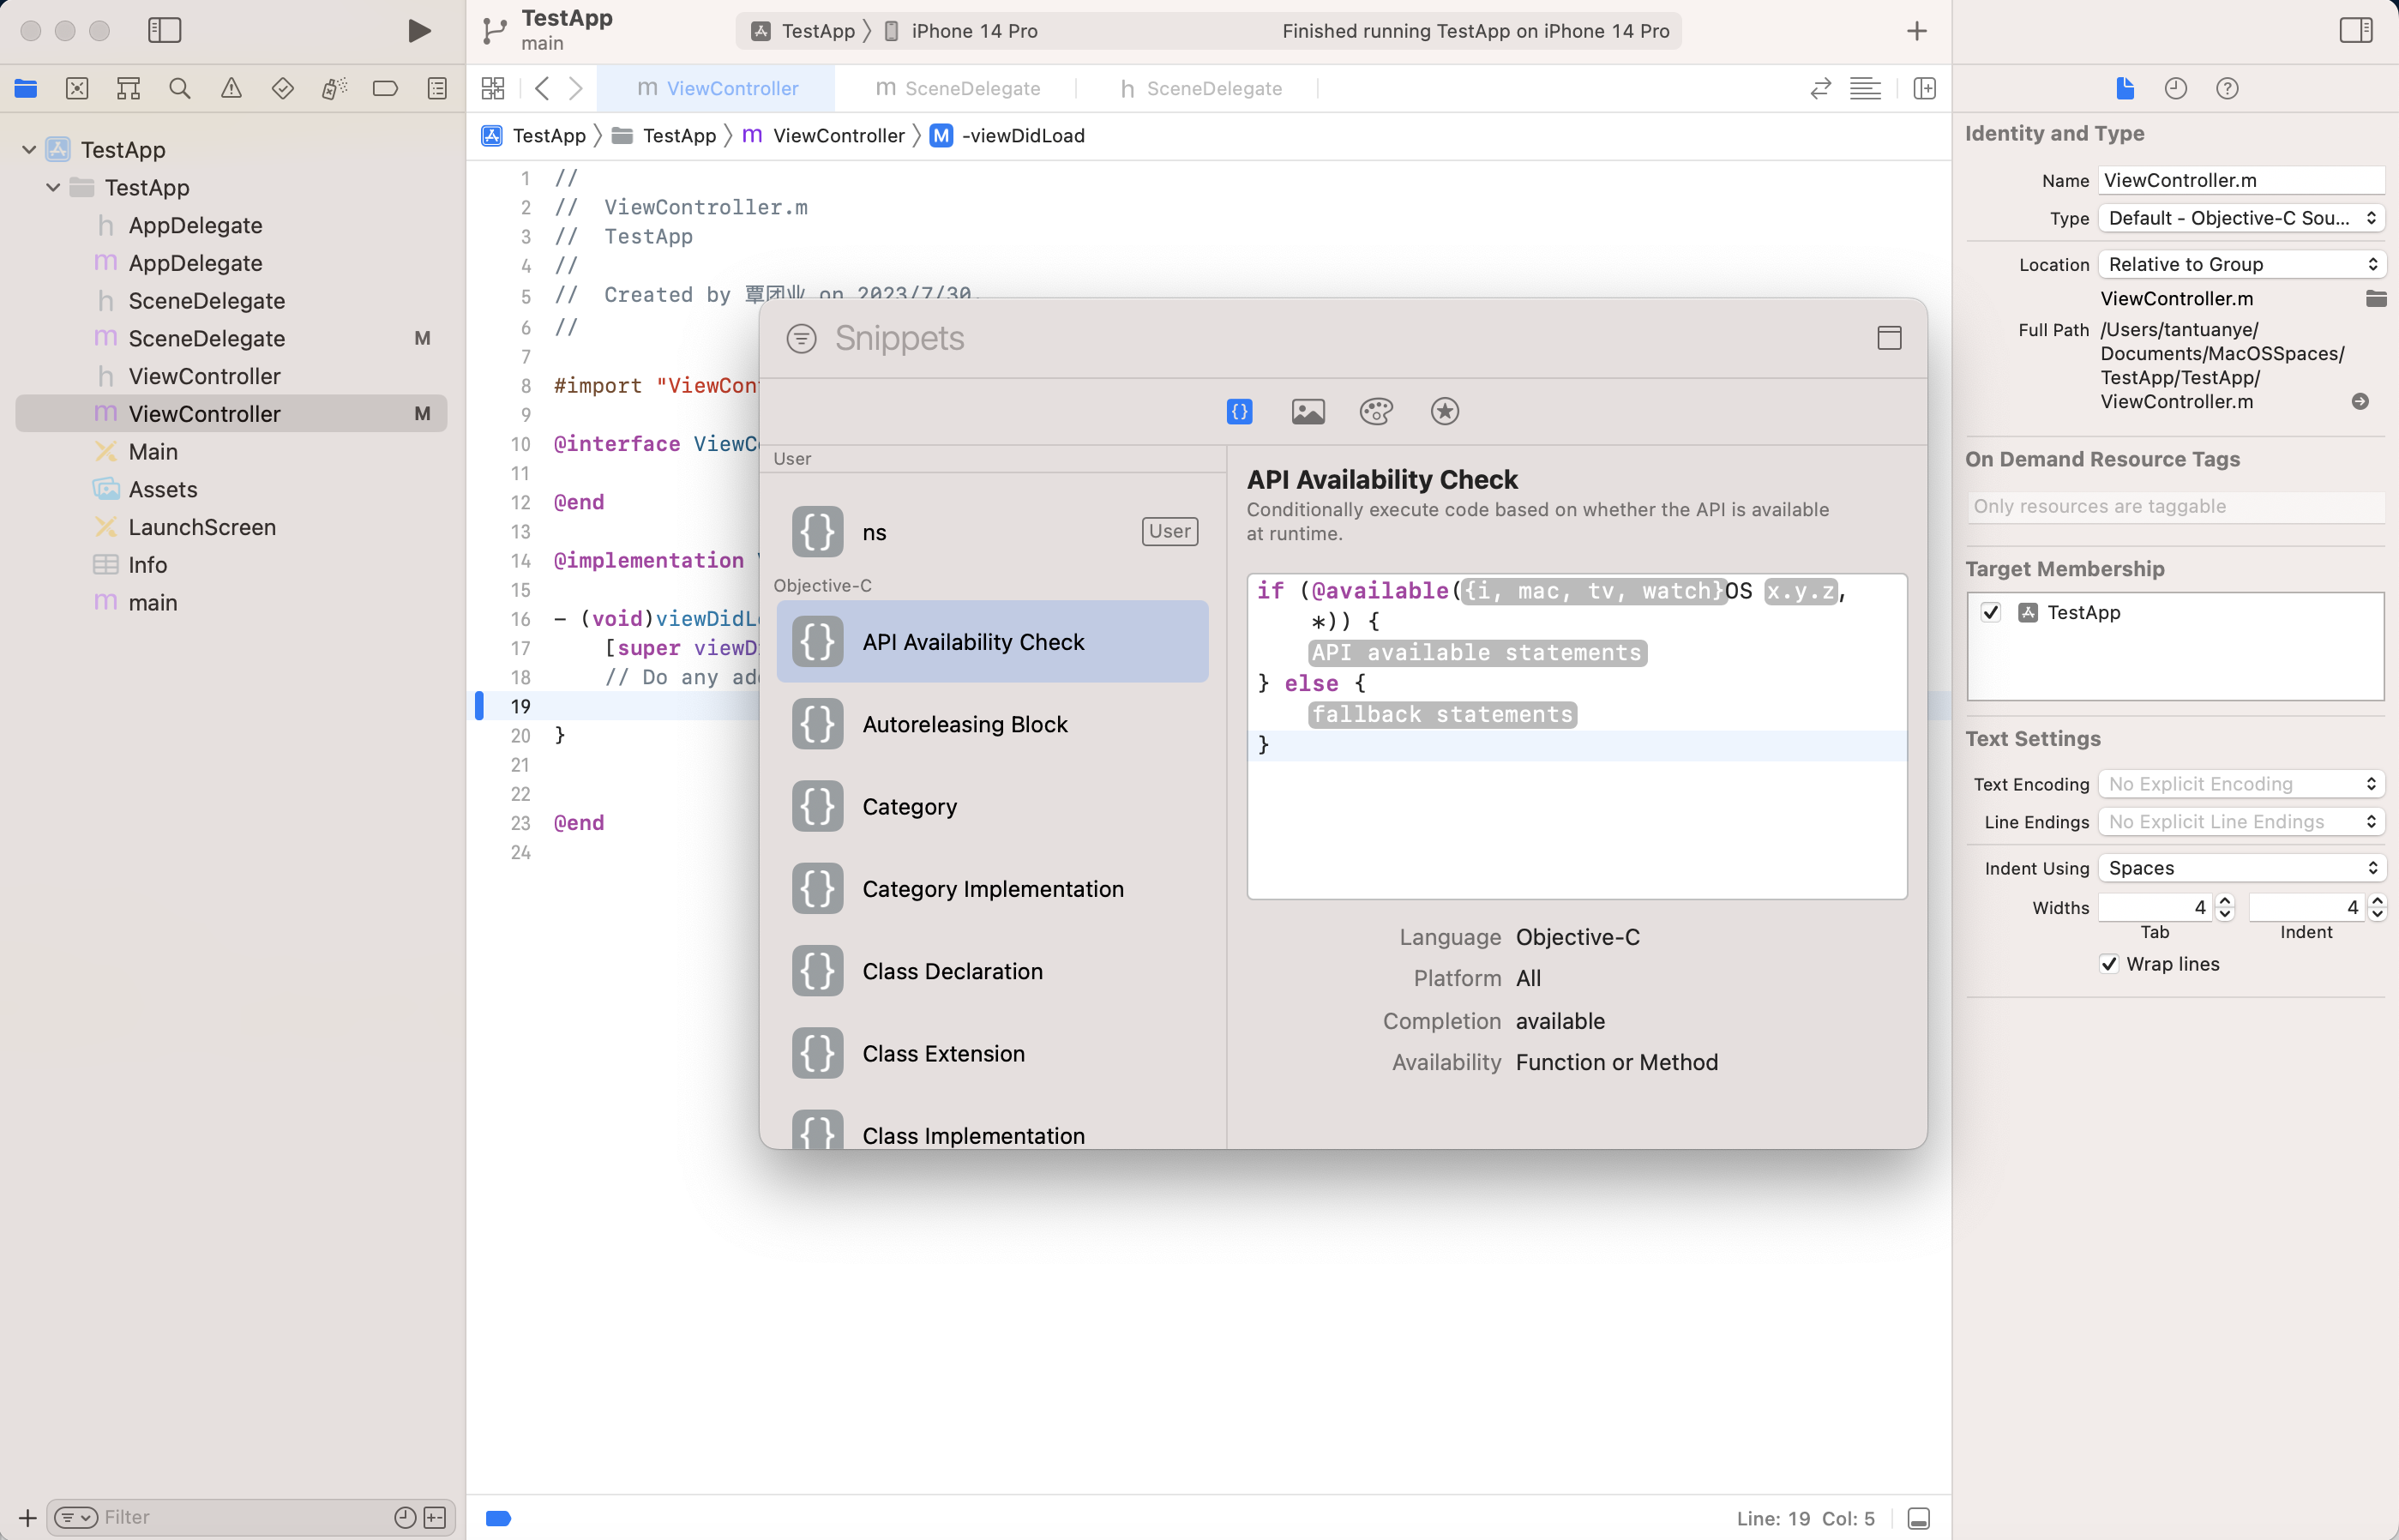 TestApp
main
TestApp
iPhone 14 Pro
Finished running TestApp on iPhone 14 Pro
m ViewController
m SceneDelegate
h SceneDelegate
TestApp
TestApp
m ViewController
M -viewDidLoad
TestApp
TestApp
h AppDelegate
m AppDelegate
h SceneDelegate
m SceneDelegate M
h ViewController
m ViewController M
Main
Assets
LaunchScreen
Info
m main
Filter
1 //
2 //  ViewController.m
3 //  TestApp
4 //
5 //  Created by 覃团业 on 2023/7/30.
6 //
7
8 #import "ViewCon
9
10 @interface ViewC
11
12 @end
13
14 @implementation
15
16 - (void)viewDidL
17 [super viewD
18 // Do any ad
19
20 }
21
22
23 @end
24
Snippets
User
{} ns User
Objective-C
{} API Availability Check
{} Autoreleasing Block
{} Category
{} Category Implementation
{} Class Declaration
{} Class Extension
{} Class Implementation
API Availability Check
Conditionally execute code based on whether the API is available
at runtime.
if (@available({i, mac, tv, watch}OS x.y.z,
*)) {
API available statements
} else {
fallback statements
}
Language Objective-C
Platform All
Completion available
Availability Function or Method
Line: 19 Col: 5
Identity and Type
Name ViewController.m
Type Default - Objective-C Sou...
Location Relative to Group
ViewController.m
Full Path /Users/tantuanye/
Documents/MacOSSpaces/
TestApp/TestApp/
ViewController.m
On Demand Resource Tags
Only resources are taggable
Target Membership
TestApp
Text Settings
Text Encoding No Explicit Encoding
Line Endings No Explicit Line Endings
Indent Using Spaces
Widths 4 4
Tab Indent
Wrap lines